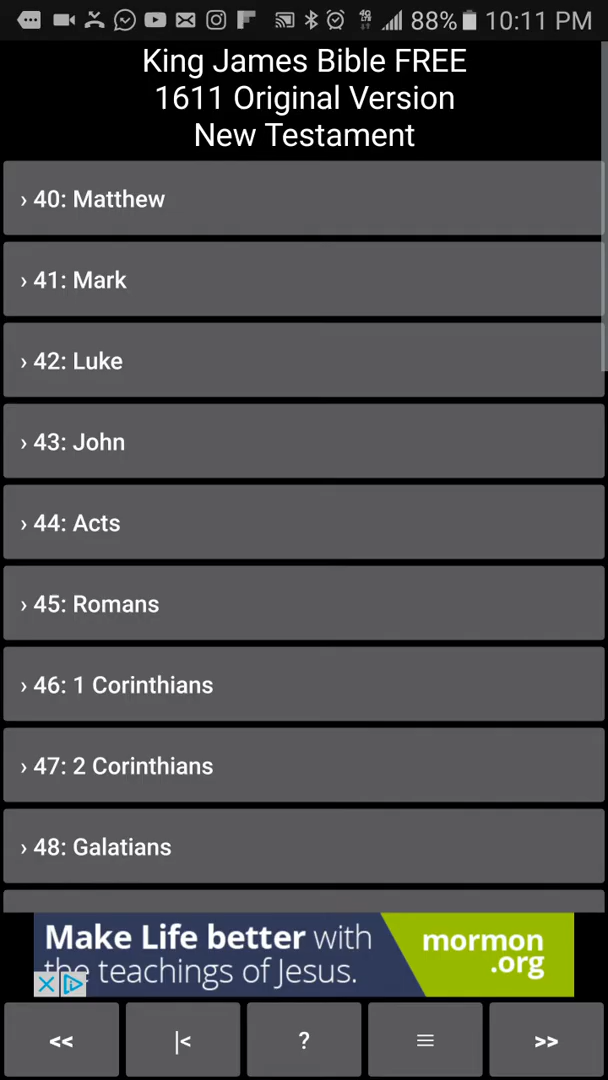 88% 10:11 PM
King James Bible FREE
1611 Original Version
New Testament
› 40: Matthew
› 41: Mark
› 42: Luke
› 43: John
› 44: Acts
› 45: Romans
› 46: 1 Corinthians
› 47: 2 Corinthians
› 48: Galatians
Make Life better with
the teachings of Jesus.
mormon
.org
<< |< ? ≡ >>